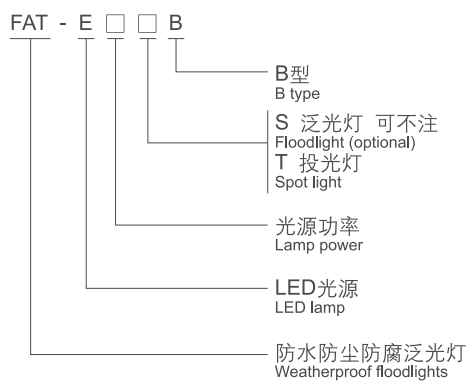 FAT - E □ □ B
B型
B type
S 泛光灯 可不注
Floodlight (optional)
T 投光灯
Spot light
光源功率
Lamp power
LED光源
LED lamp
防水防尘防腐泛光灯
Weatherproof floodlights